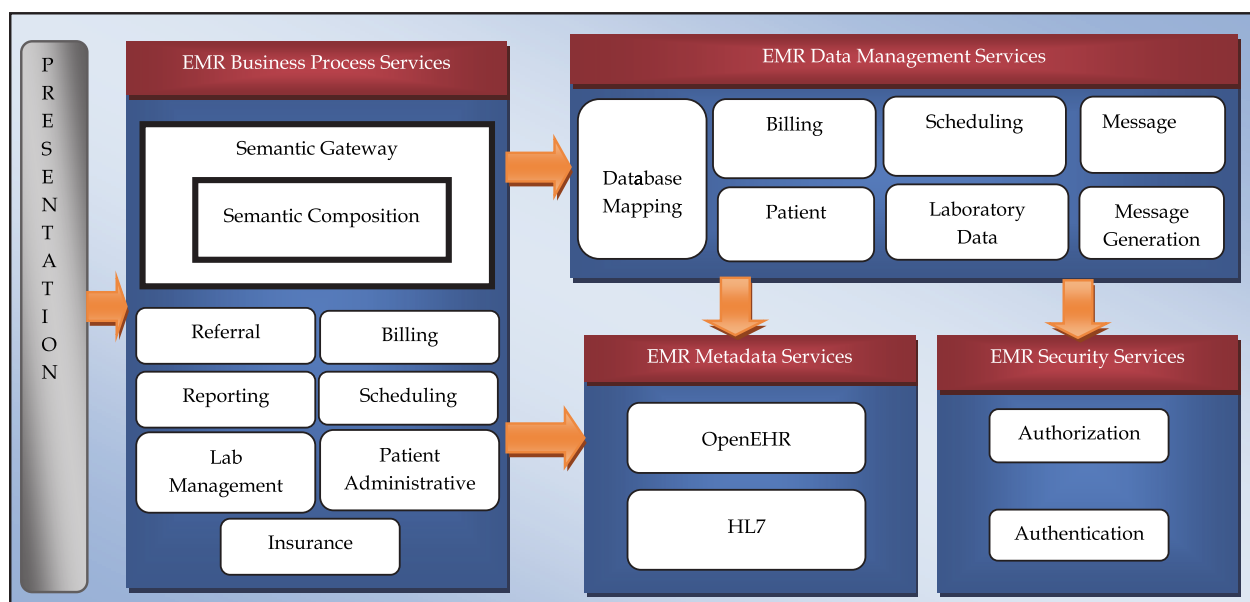 PRESENTATION
EMR Business Process Services
Semantic Gateway
Semantic Composition
Referral
Billing
Reporting
Scheduling
Lab
Management
Patient
Administrative
Insurance
EMR Data Management Services
Database
Mapping
Billing
Scheduling
Message
Patient
Laboratory
Data
Message
Generation
EMR Metadata Services
OpenEHR
HL7
EMR Security Services
Authorization
Authentication